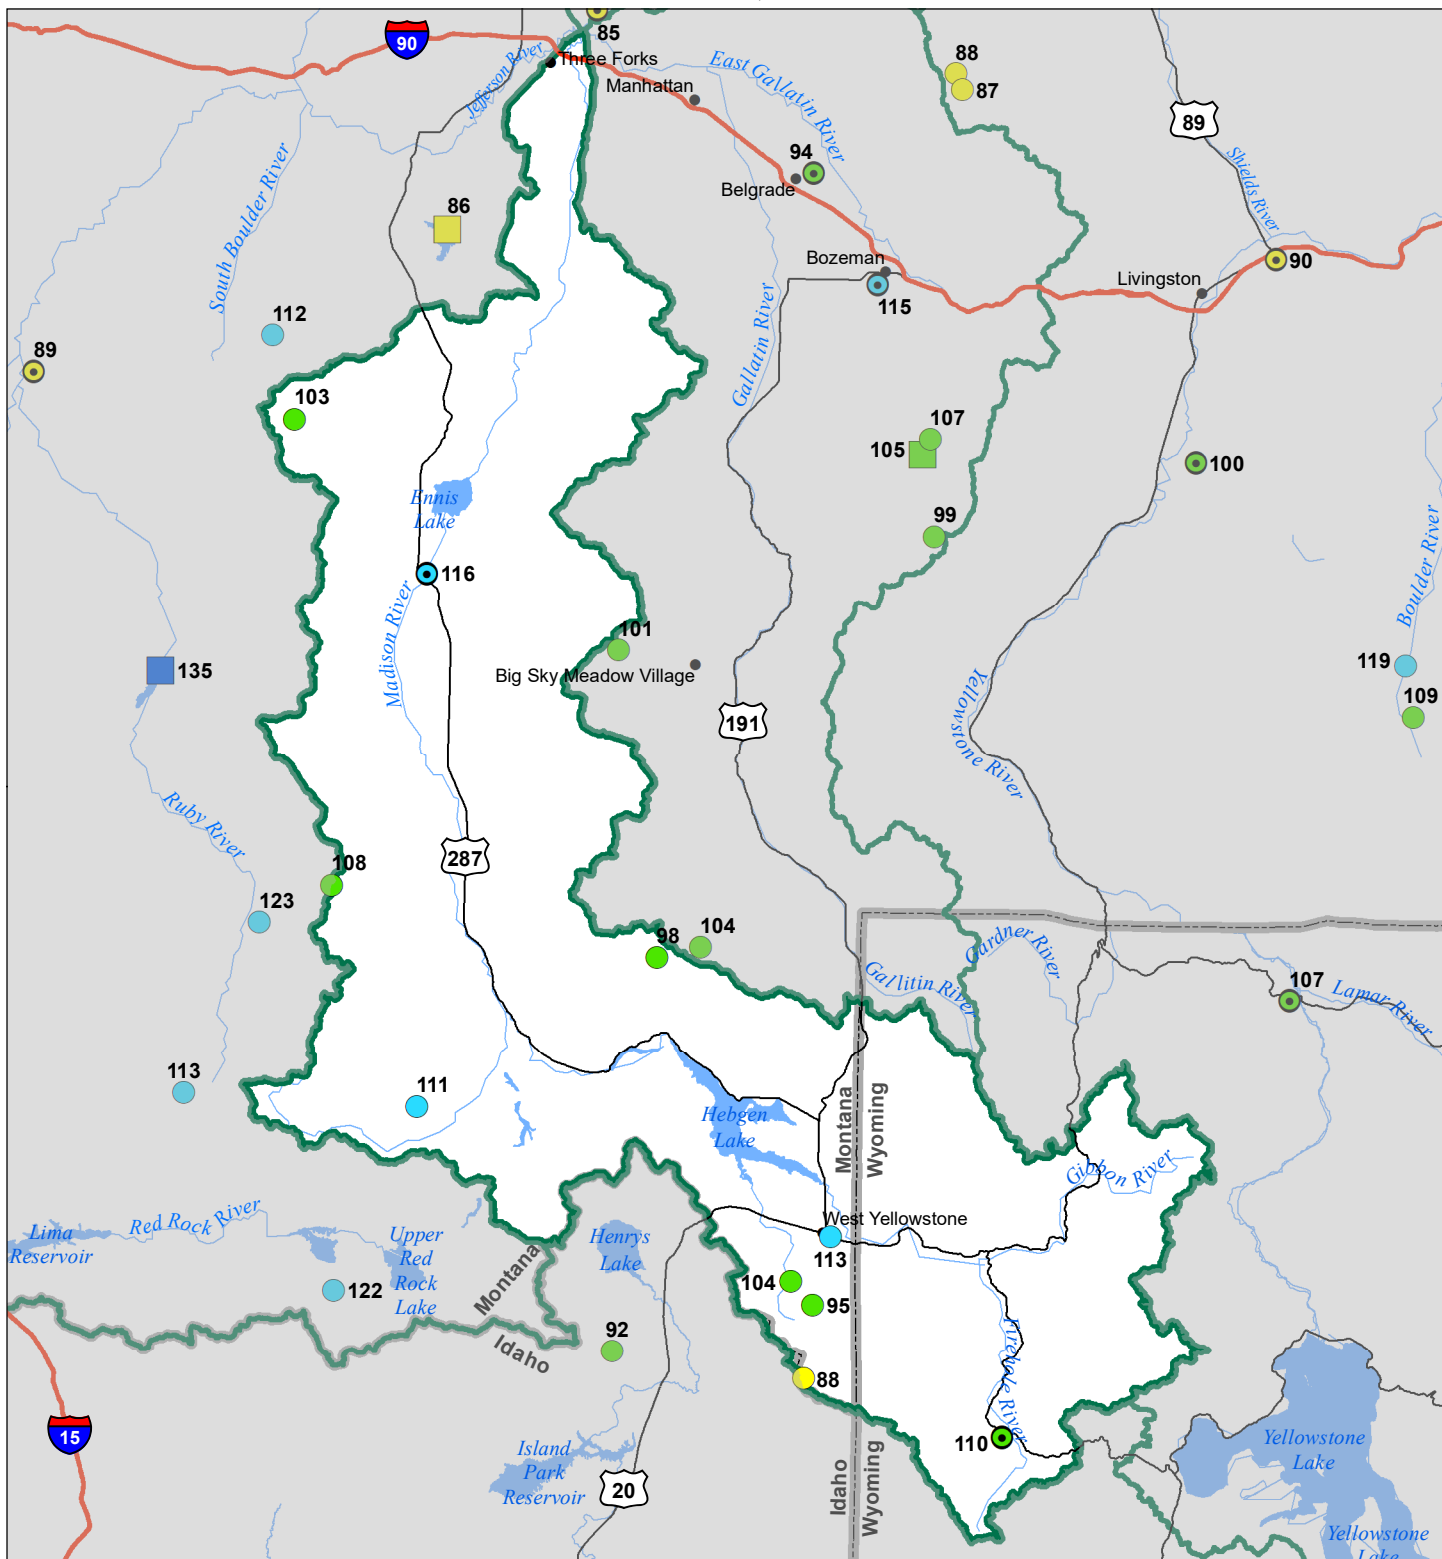 85
90
Three Forks
Jefferson River
Manhattan
East Gallatin River
88
87
89
Shields River
94
Belgrade
South Boulder River
86
Bozeman
115
90
Livingston
112
Gallatin River
89
103
107
105
100
Ennis
Lake
99
Boulder River
116
Madison River
101
Big Sky Meadow Village
135
119
109
191
Yellowstone River
Ruby River
287
108
123
98
104
Gardner River
Gallitin River
107
Lamar River
113
111
Hebgen
Lake
Montana
Wyoming
Gibbon River
West Yellowstone
113
Red Rock River
Lima
Reservoir
Upper
Red
Rock
Lake
Henrys
Lake
Montana
Idaho
122
104
95
92
Firehole River
88
15
110
Island
Park
Reservoir
20
Idaho
Wyoming
Yellowstone
Lake
Yellowstone
Lake